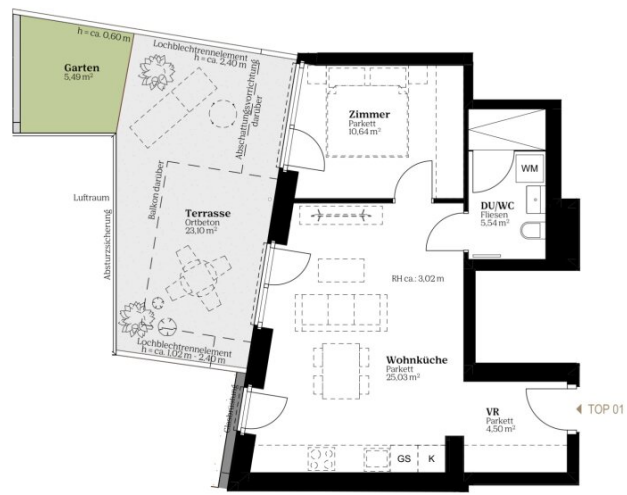 h = ca. 0,60 m
Lochblechtrennelement
h = ca. 2,40 m
Garten
5,49 m²
Abschattungsvorrichtung
darüber
Zimmer
Parkett
10,64 m²
WM
Luftraum
Absturzsicherung
Balkon darüber
Terrasse
Ortbeton
23,10 m²
DU/WC
Fliesen
5,54 m²
RH ca.: 3,02 m
Lochblechtrennelement
h = ca. 1,02 m - 2,40 m
Wohnküche
Parkett
25,03 m²
VR
Parkett
4,50 m²
TOP 01
GS
K